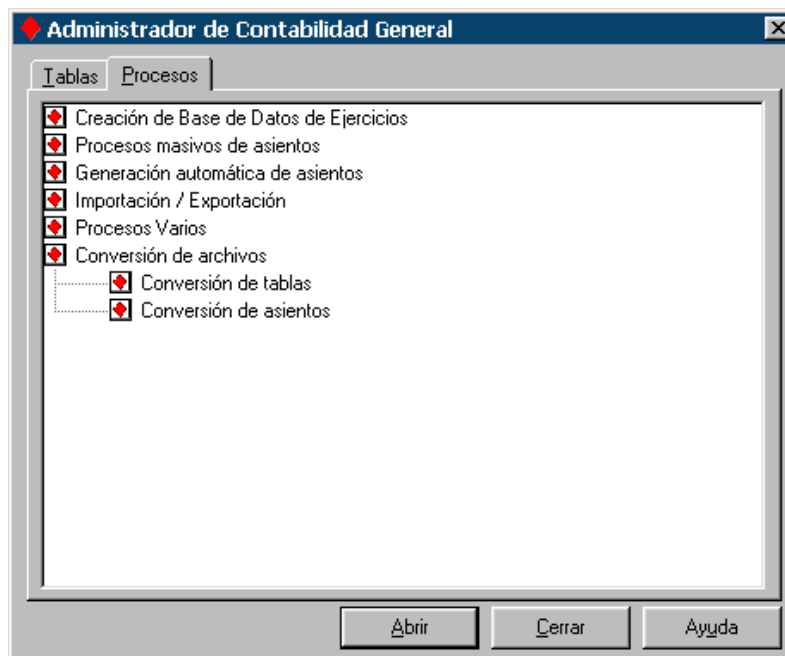 Administrador de Contabilidad General
Tablas Procesos
Creación de Base de Datos de Ejercicios
Procesos masivos de asientos
Generación automática de asientos
Importación / Exportación
Procesos Varios
Conversión de archivos
Conversión de tablas
Conversión de asientos
Abrir Cerrar Ayuda